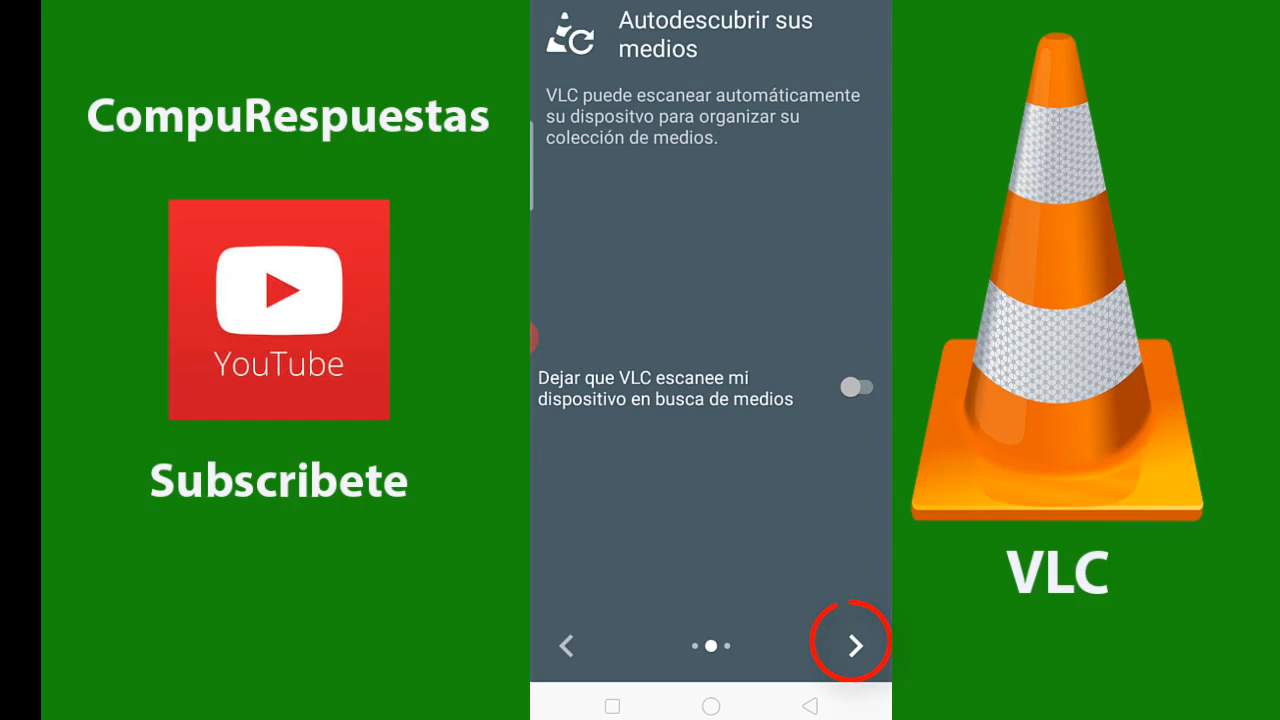 CompuRespuestas
YouTube
Subscribete
Autodescubrir sus
medios
VLC puede escanear automáticamente
su dispositvo para organizar su
colección de medios.
Dejar que VLC escanee mi
dispositivo en busca de medios
VLC